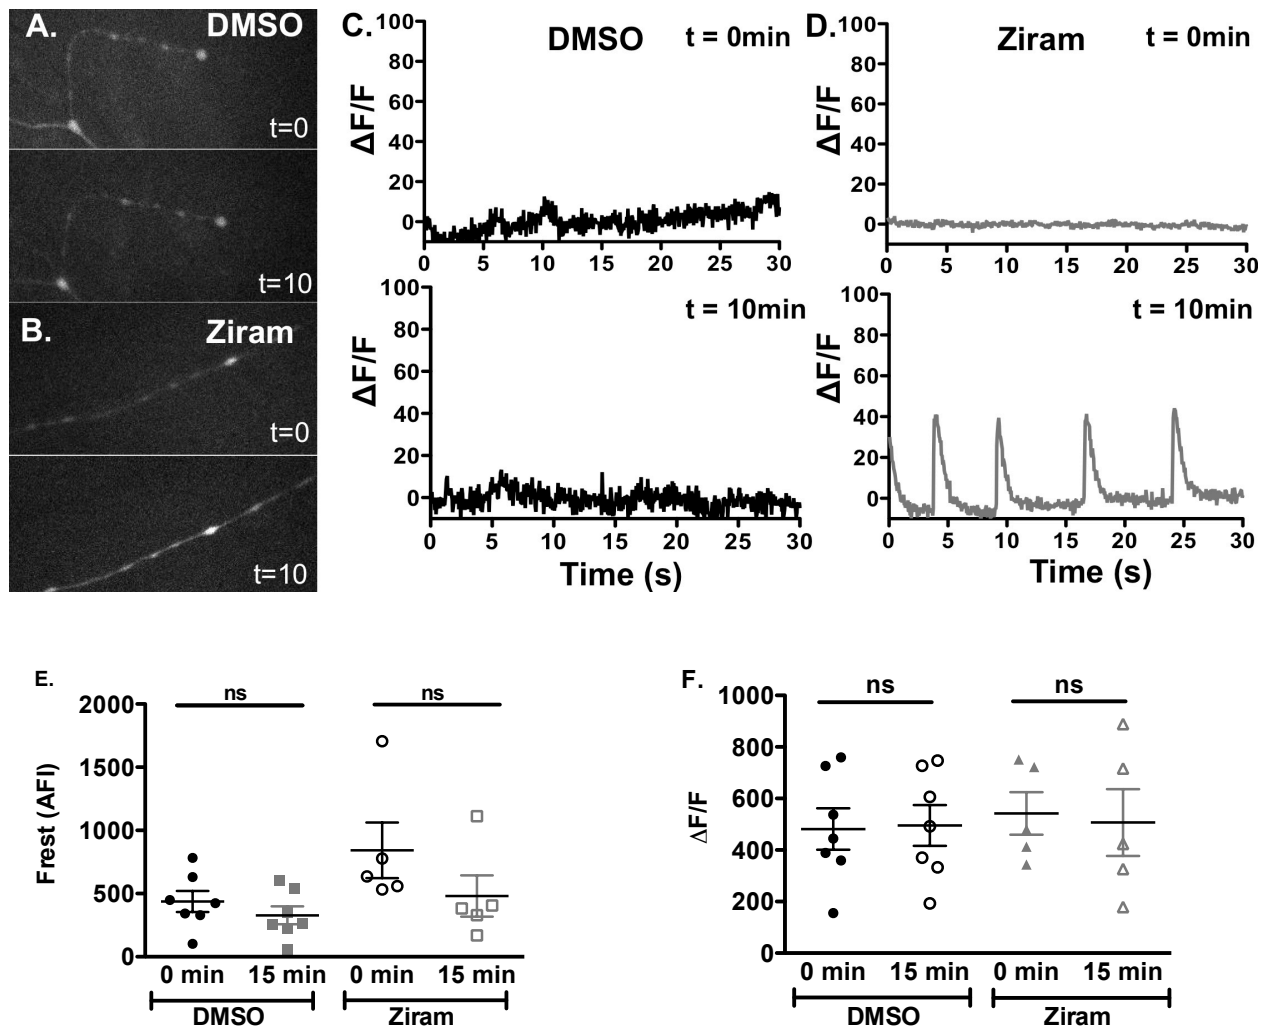 A. DMSO
t=0
t=10
B. Ziram
t=0
t=10
C. DMSO t = 0min
100
80
60
40
20
0
ΔF/F
0 5 10 15 20 25 30
t = 10min
100
80
60
40
20
0
ΔF/F
0 5 10 15 20 25 30
Time (s)
D. Ziram t = 0min
100
80
60
40
20
0
ΔF/F
0 5 10 15 20 25 30
t = 10min
100
80
60
40
20
0
ΔF/F
0 5 10 15 20 25 30
Time (s)
E.
ns ns
2000
1500
1000
500
0
Frest (AFI)
0 min 15 min 0 min 15 min
DMSO Ziram
F.
ns ns
1000
800
600
400
200
0
ΔF/F
0 min 15 min 0 min 15 min
DMSO Ziram